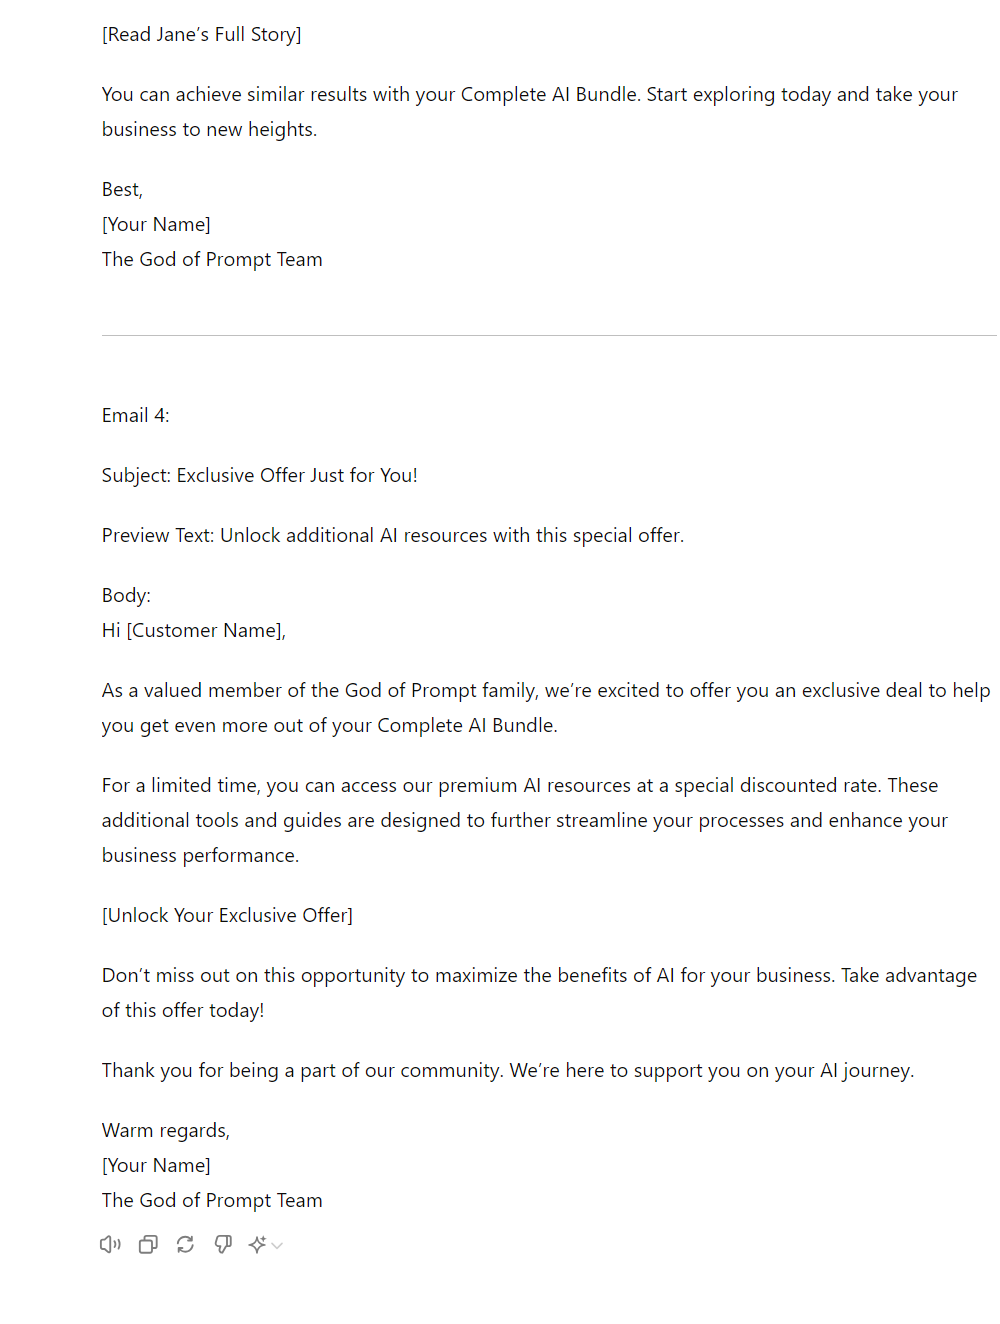 [Read Jane’s Full Story]
You can achieve similar results with your Complete AI Bundle. Start exploring today and take your
business to new heights.
Best,
[Your Name]
The God of Prompt Team
Email 4:
Subject: Exclusive Offer Just for You!
Preview Text: Unlock additional AI resources with this special offer.
Body:
Hi [Customer Name],
As a valued member of the God of Prompt family, we’re excited to offer you an exclusive deal to help
you get even more out of your Complete AI Bundle.
For a limited time, you can access our premium AI resources at a special discounted rate. These
additional tools and guides are designed to further streamline your processes and enhance your
business performance.
[Unlock Your Exclusive Offer]
Don’t miss out on this opportunity to maximize the benefits of AI for your business. Take advantage
of this offer today!
Thank you for being a part of our community. We’re here to support you on your AI journey.
Warm regards,
[Your Name]
The God of Prompt Team